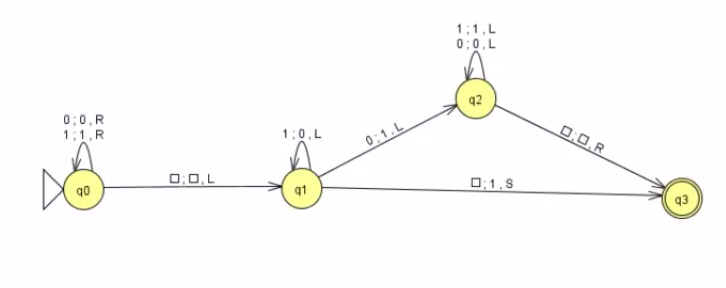 1;1,L
0;0,L
q2
0;0,R
1;1,R
1;0,L
0;1,L
□;□,R
q0
□;□,L
q1
□;1,S
q3